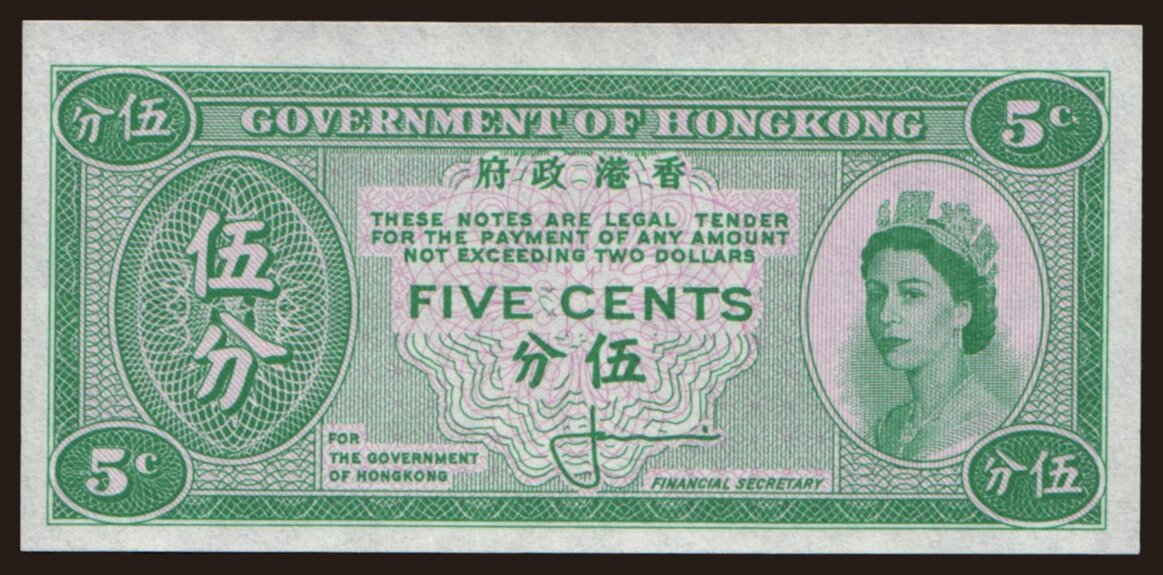 分伍
GOVERNMENT OF HONGKONG
5c.
府政港香
THESE NOTES ARE LEGAL TENDER
FOR THE PAYMENT OF ANY AMOUNT
NOT EXCEEDING TWO DOLLARS
伍
分
FIVE CENTS
分伍
FOR
THE GOVERNMENT
OF HONGKONG
FINANCIAL SECRETARY
5c
分伍